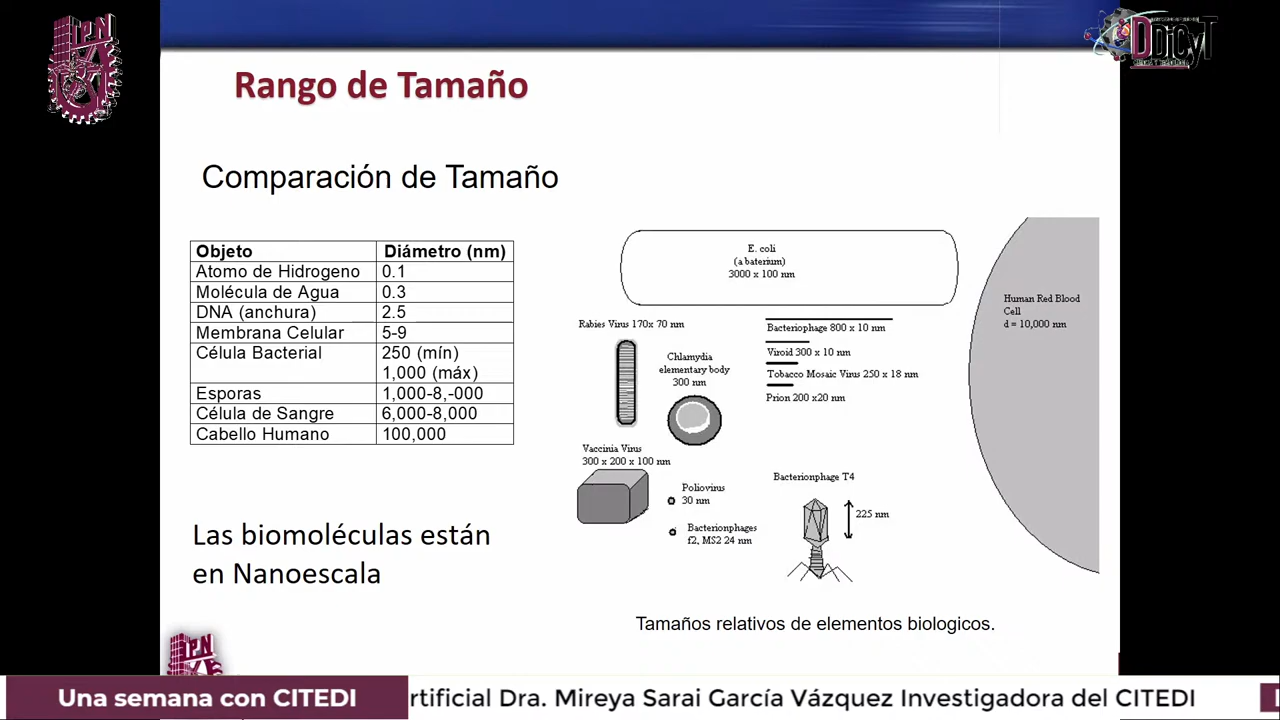 IPN
DDiCyT
Rango de Tamaño
Comparación de Tamaño
Objeto Diámetro (nm)
Atomo de Hidrogeno 0.1
Molécula de Agua 0.3
DNA (anchura) 2.5
Membrana Celular 5-9
Célula Bacterial 250 (mín)
1,000 (máx)
Esporas 1,000-8,-000
Célula de Sangre 6,000-8,000
Cabello Humano 100,000
Las biomoléculas están
en Nanoescala
E. coli
(a baterium)
3000 x 100 nm
Human Red Blood
Cell
d = 10,000 nm
Rabies Virus 170x 70 nm
Chlamydia
elementary body
300 nm
Bacteriophage 800 x 10 nm
Viroid 300 x 10 nm
Tobacco Mosaic Virus 250 x 18 nm
Prion 200 x20 nm
Vaccinia Virus
300 x 200 x 100 nm
Poliovirus
30 nm
Bacterionphages
f2, MS2 24 nm
Bacterionphage T4
225 nm
Tamaños relativos de elementos biologicos.
IPN
Una semana con CITEDI
rtificial Dra. Mireya Sarai García Vázquez Investigadora del CITEDI